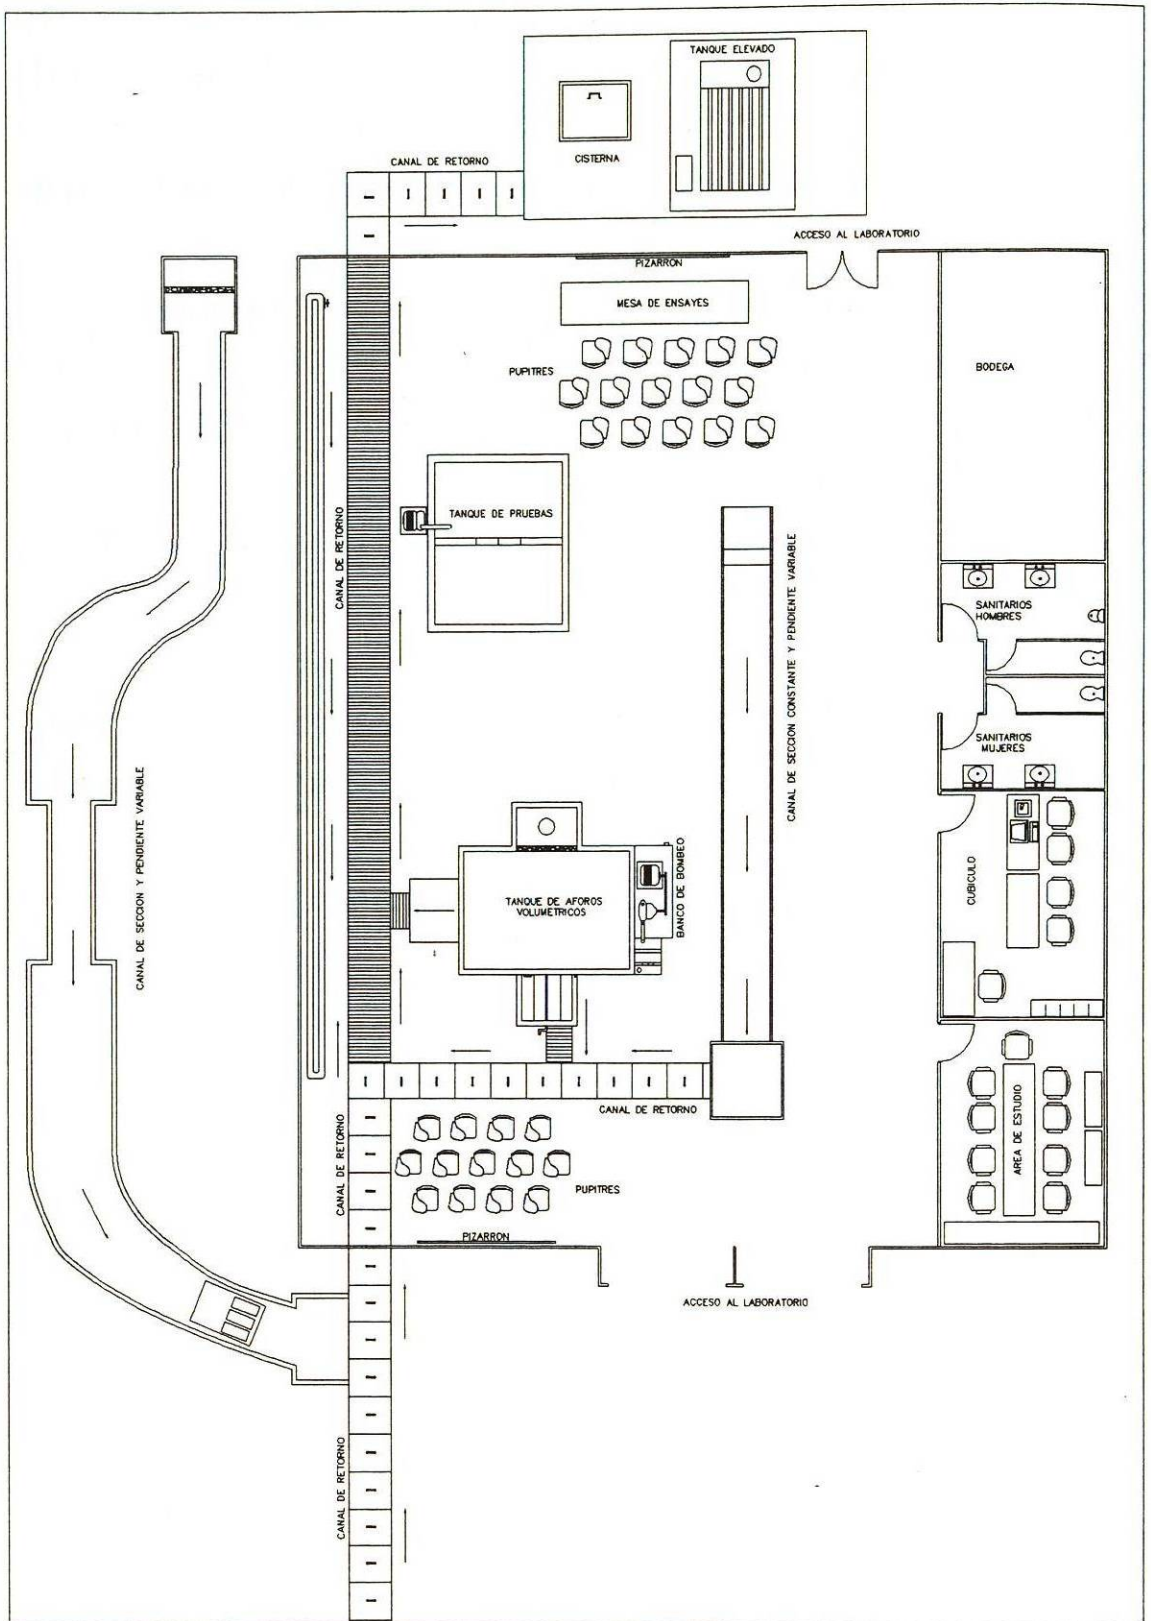 TANQUE ELEVADO
CISTERNA
CANAL DE RETORNO
ACCESO AL LABORATORIO
PIZARRON
MESA DE ENSAYES
PUPITRES
BODEGA
TANQUE DE PRUEBAS
CANAL DE RETORNO
CANAL DE SECCION CONSTANTE Y PENDIENTE VARIABLE
SANITARIOS
HOMBRES
SANITARIOS
MUJERES
CANAL DE SECCION Y PENDIENTE VARIABLE
TANQUE DE AFOROS
VOLUMETRICOS
BANCO DE BOMBEO
CUBICULO
CANAL DE RETORNO
AREA DE ESTUDIO
CANAL DE RETORNO
PUPITRES
PIZARRON
ACCESO AL LABORATORIO
CANAL DE RETORNO